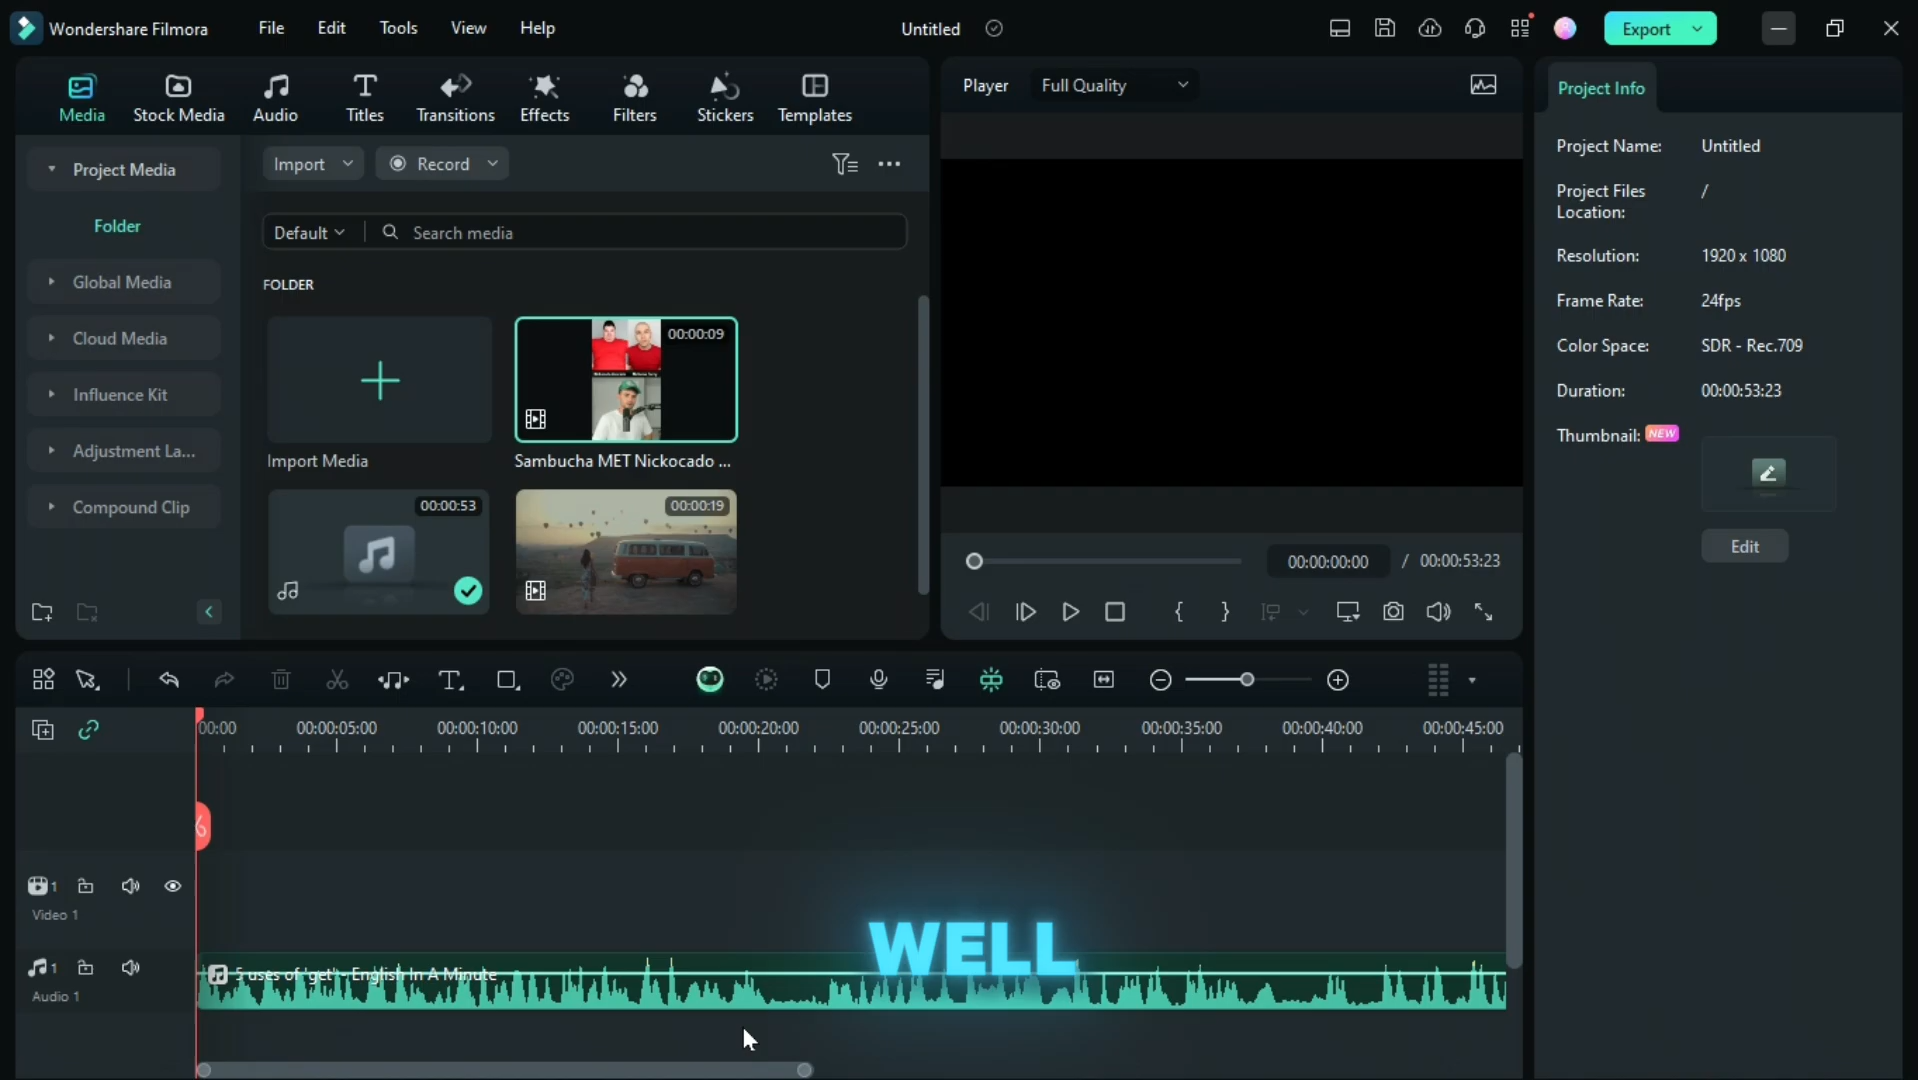 Wondershare Filmora
File
Edit
Tools
View
Help
Untitled
Export
Media
Stock Media
Audio
Titles
Transitions
Effects
Filters
Stickers
Templates
Player
Full Quality
Project Info
Project Media
Folder
Global Media
Cloud Media
Influence Kit
Adjustment La...
Compound Clip
Import
Record
Default
Search media
FOLDER
00:00:09
Import Media
Sambucha MET Nickocado ...
00:00:53
00:00:19
00:00:00:00 / 00:00:53:23
Project Name: Untitled
Project Files Location: /
Resolution: 1920 x 1080
Frame Rate: 24fps
Color Space: SDR - Rec.709
Duration: 00:00:53:23
Thumbnail: NEW
Edit
00:00
00:00:05:00
00:00:10:00
00:00:15:00
00:00:20:00
00:00:25:00
00:00:30:00
00:00:35:00
00:00:40:00
00:00:45:00
1
Video 1
WELL
1
Audio 1
5 uses of 'get' - English In A Minute